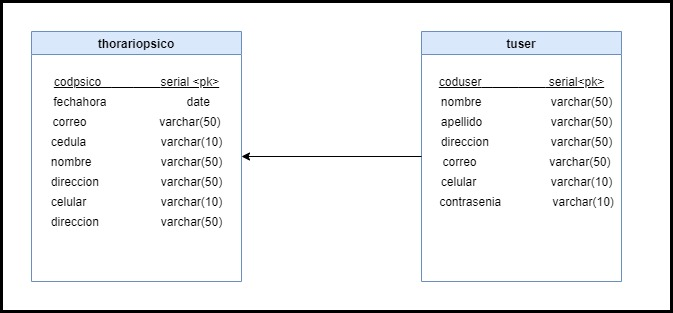 thorariopsico
codpsico serial <pk>
fechahora date
correo varchar(50)
cedula varchar(10)
nombre varchar(50)
direccion varchar(50)
celular varchar(10)
direccion varchar(50)
tuser
coduser serial<pk>
nombre varchar(50)
apellido varchar(50)
direccion varchar(50)
correo varchar(50)
celular varchar(10)
contrasenia varchar(10)